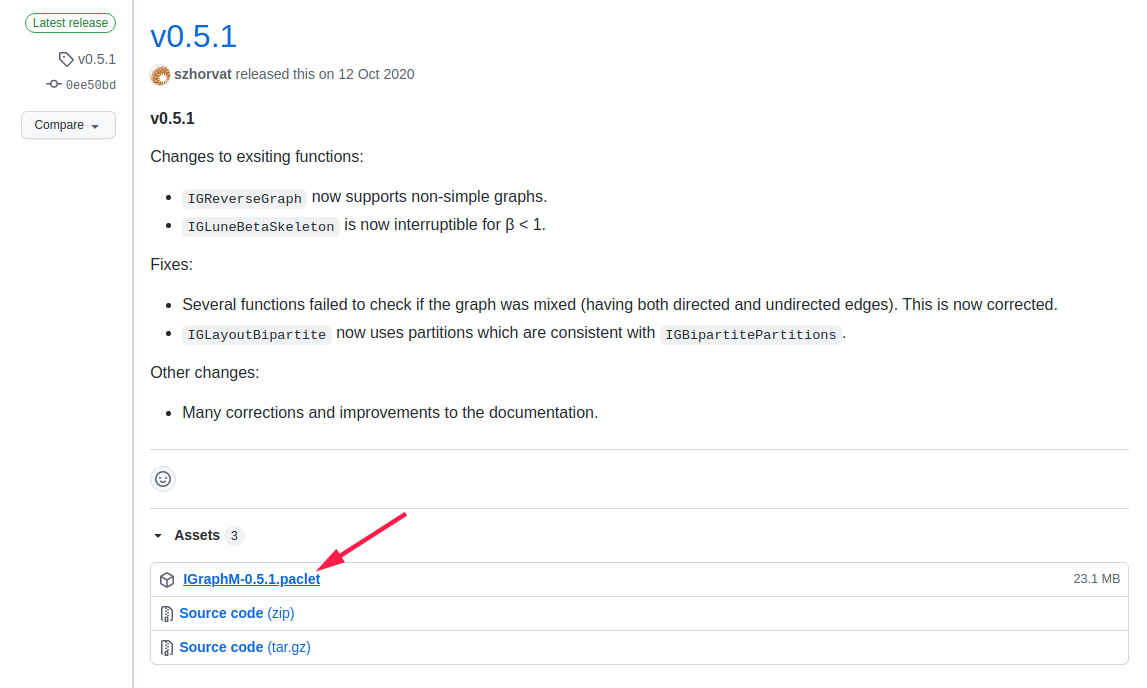 Latest release
v0.5.1
0ee50bd
Compare
v0.5.1
szhorvat released this on 12 Oct 2020
v0.5.1
Changes to exsiting functions:
IGReverseGraph now supports non-simple graphs.
IGLuneBetaSkeleton is now interruptible for β < 1.
Fixes:
Several functions failed to check if the graph was mixed (having both directed and undirected edges). This is now corrected.
IGLayoutBipartite now uses partitions which are consistent with IGBipartitePartitions.
Other changes:
Many corrections and improvements to the documentation.
Assets 3
IGraphM-0.5.1.paclet 23.1 MB
Source code (zip)
Source code (tar.gz)